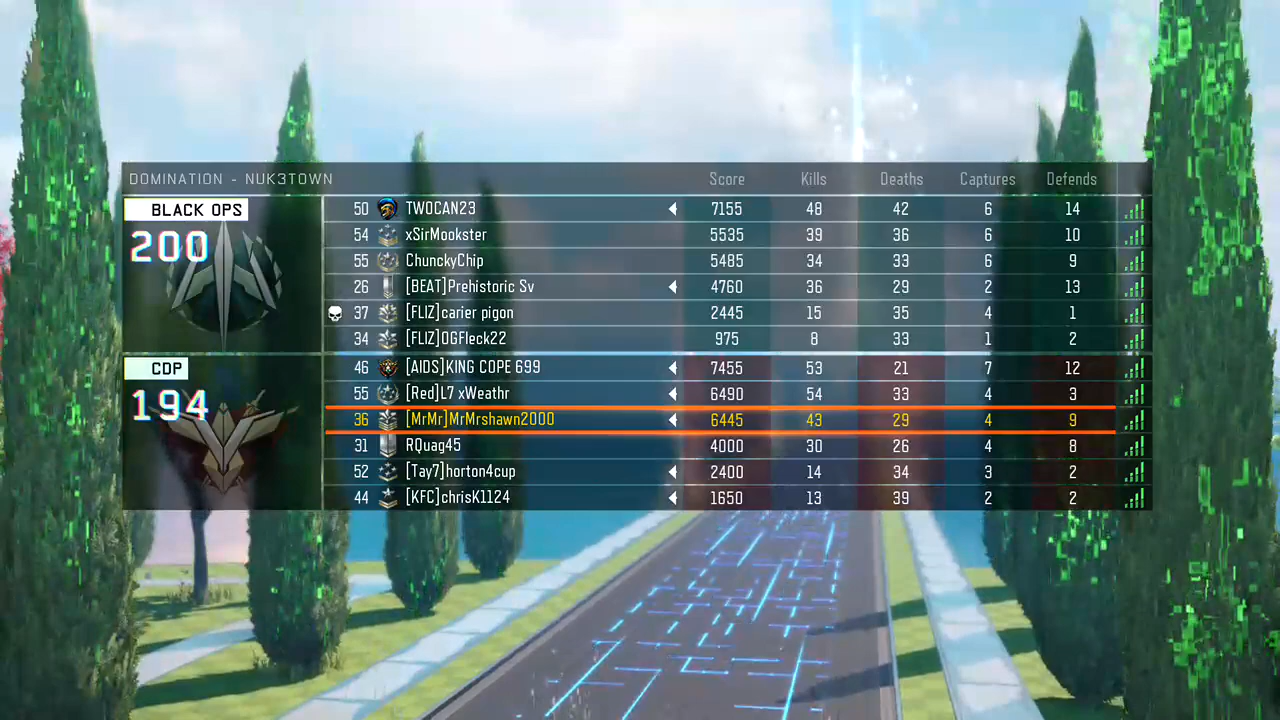 DOMINATION - NUK3TOWN Score Kills Deaths Captures Defends
BLACK OPS
200
50 TWOCAN23 7155 48 42 6 14
54 xSirMookster 5535 39 36 6 10
55 ChunckyChip 5485 34 33 6 9
26 [BEAT]Prehistoric Sv 4760 36 29 2 13
37 [FLIZ]carier pigon 2445 15 35 4 1
34 [FLIZ]OGFleck22 975 8 33 1 2
CDP
194
46 [AIDS]KING COPE 699 7455 53 21 7 12
55 [Red]L7 xWeathr 6490 54 33 4 3
36 [MrMr]MrMrshawn2000 6445 43 29 4 9
31 RQuag45 4000 30 26 4 8
52 [Tay7]horton4cup 2400 14 34 3 2
44 [KFC]chrisK1124 1650 13 39 2 2